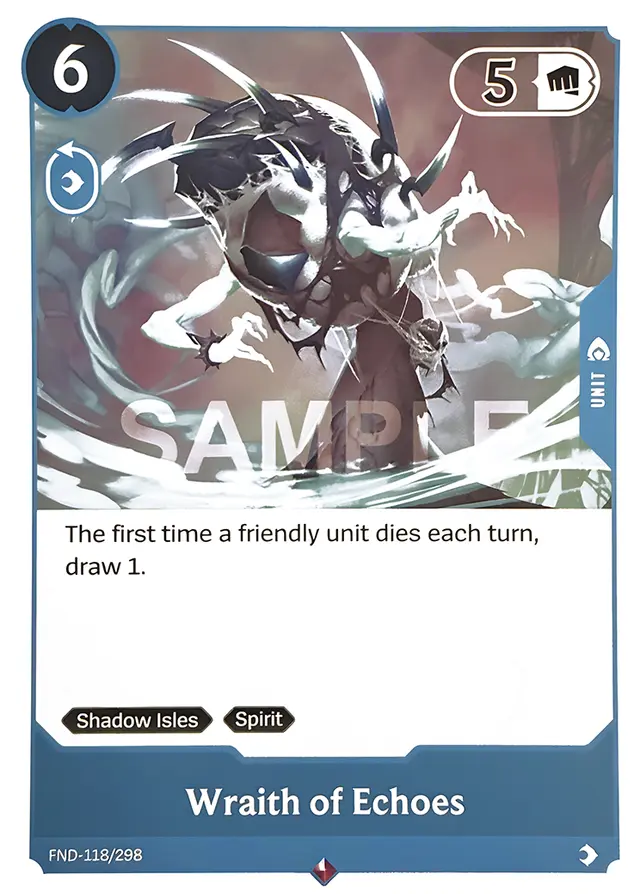 6
5
UNIT
SAMPLE
The first time a friendly unit dies each turn,
draw 1.
Shadow Isles
Spirit
Wraith of Echoes
FND-118/298